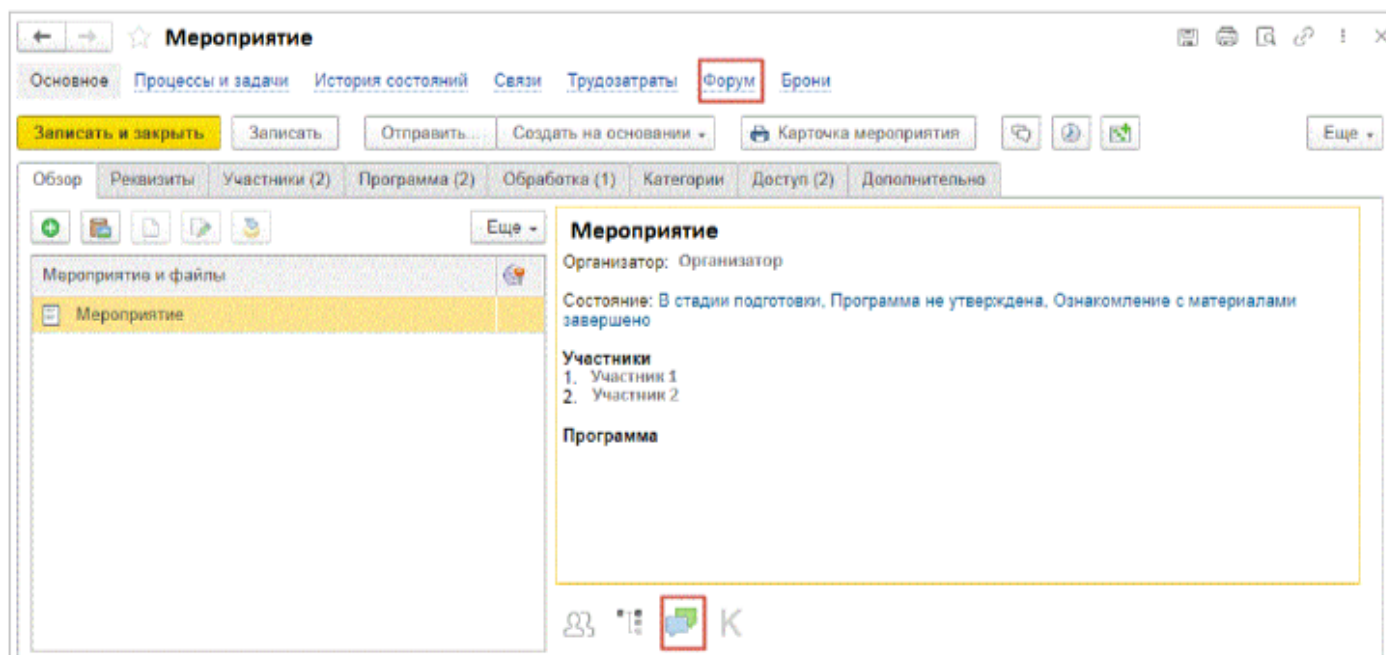 Мероприятие
Основное Процессы и задачи История состояний Связи Трудозатраты Форум Брони
Записать и закрыть Записать Отправить... Создать на основании Карточка мероприятия Еще
Обзор Реквизиты Участники (2) Программа (2) Обработка (1) Категории Доступ (2) Дополнительно
Еще
Мероприятие и файлы
Мероприятие
Мероприятие
Организатор: Организатор
Состояние: В стадии подготовки, Программа не утверждена, Ознакомление с материалами
завершено
Участники
1. Участник 1
2. Участник 2
Программа
К